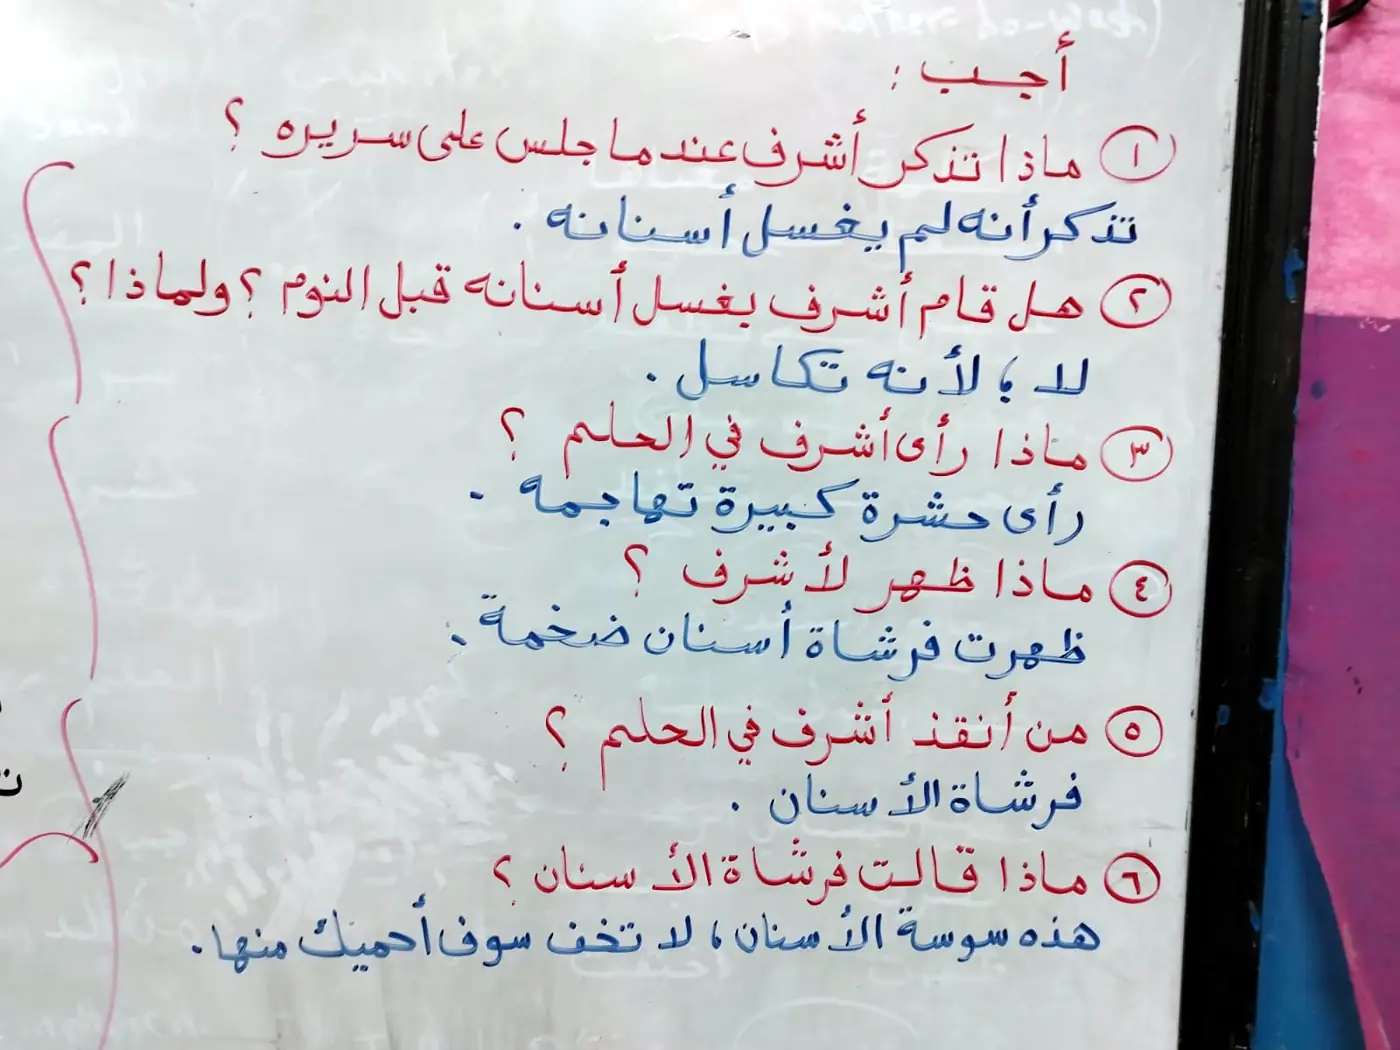 أجب :
١ ماذا تذكر أشرف عندما جلس على سريره ؟
تذكر أنه لم يغسل أسنانه .
٢ هل قام أشرف بغسل أسنانه قبل النوم ؟ ولماذا ؟
لا ؛ لأنه تكاسل .
٣ ماذا رأى أشرف في الحلم ؟
رأى حشرة كبيرة تهاجمه .
٤ ماذا ظهر لأشرف ؟
ظهرت فرشاة أسنان ضخمة .
٥ من أنقذ أشرف في الحلم ؟
فرشاة الأسنان .
٦ ماذا قالت فرشاة الأسنان ؟
هذه سوسة الأسنان ، لا تخف سوف أحميك منها .